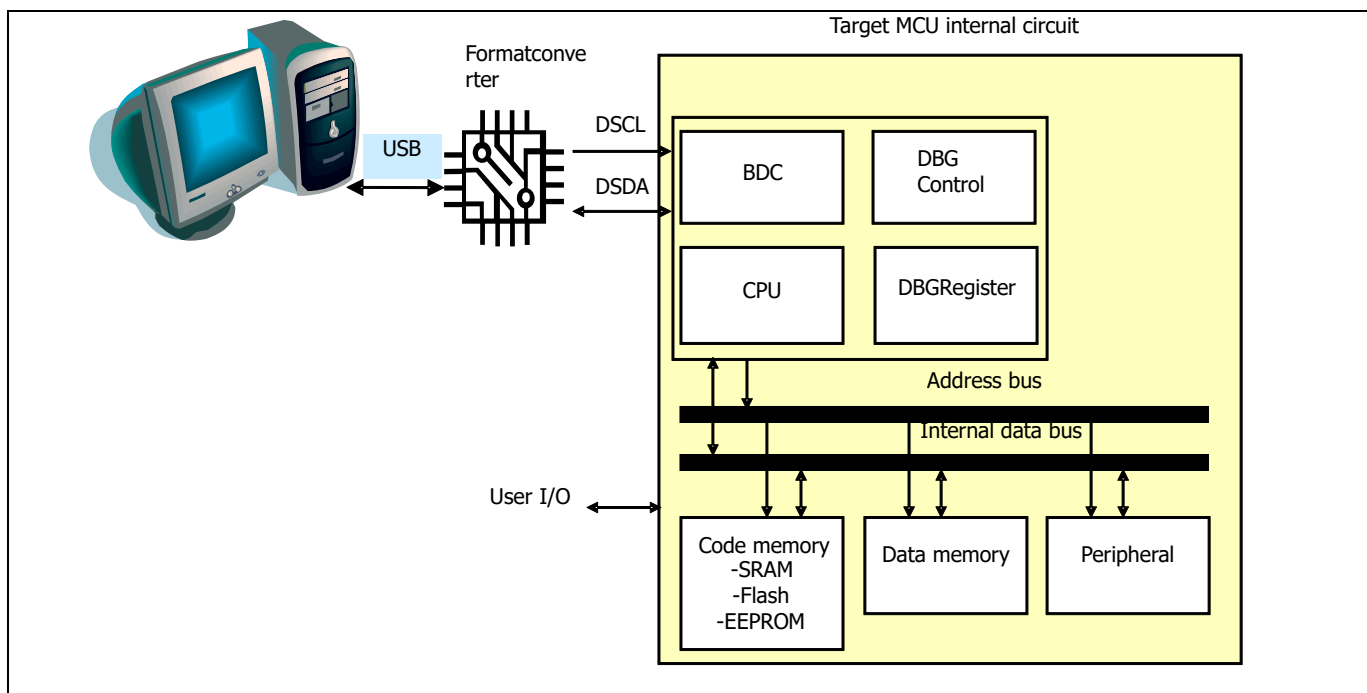 Target MCU internal circuit
Formatconve
rter
USB
DSCL
DSDA
BDC
DBG
Control
CPU
DBGRegister
Address bus
Internal data bus
User I/O
Code memory
-SRAM
-Flash
-EEPROM
Data memory
Peripheral